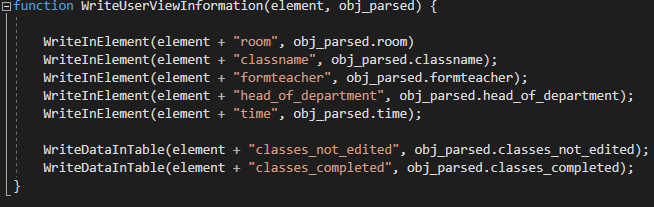 function WriteUserViewInformation(element, obj_parsed) {
WriteInElement(element + "room", obj_parsed.room)
WriteInElement(element + "classname", obj_parsed.classname);
WriteInElement(element + "formteacher", obj_parsed.formteacher);
WriteInElement(element + "head_of_department", obj_parsed.head_of_department);
WriteInElement(element + "time", obj_parsed.time);
WriteDataInTable(element + "classes_not_edited", obj_parsed.classes_not_edited);
WriteDataInTable(element + "classes_completed", obj_parsed.classes_completed);
}